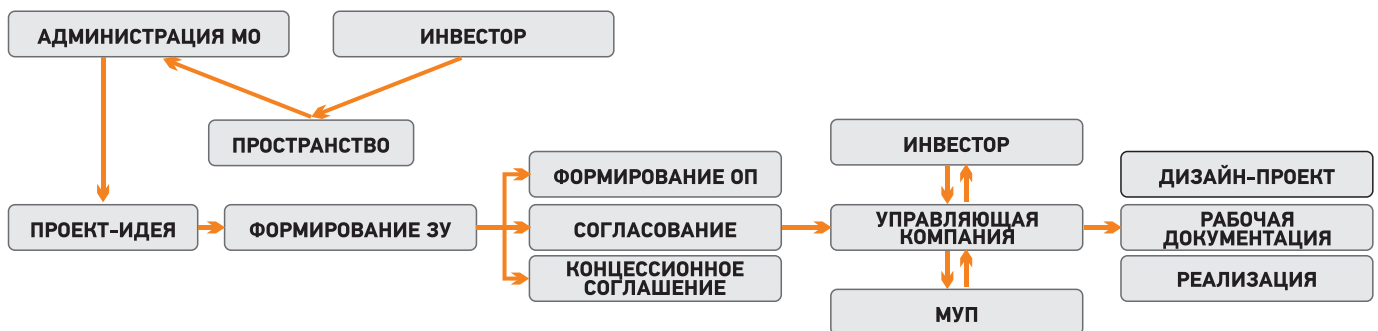 АДМИНИСТРАЦИЯ МО
ИНВЕСТОР
ПРОСТРАНСТВО
ПРОЕКТ-ИДЕЯ
ФОРМИРОВАНИЕ ЗУ
ФОРМИРОВАНИЕ ОП
СОГЛАСОВАНИЕ
КОНЦЕССИОННОЕ
СОГЛАШЕНИЕ
ИНВЕСТОР
УПРАВЛЯЮЩАЯ
КОМПАНИЯ
МУП
ДИЗАЙН-ПРОЕКТ
РАБОЧАЯ
ДОКУМЕНТАЦИЯ
РЕАЛИЗАЦИЯ